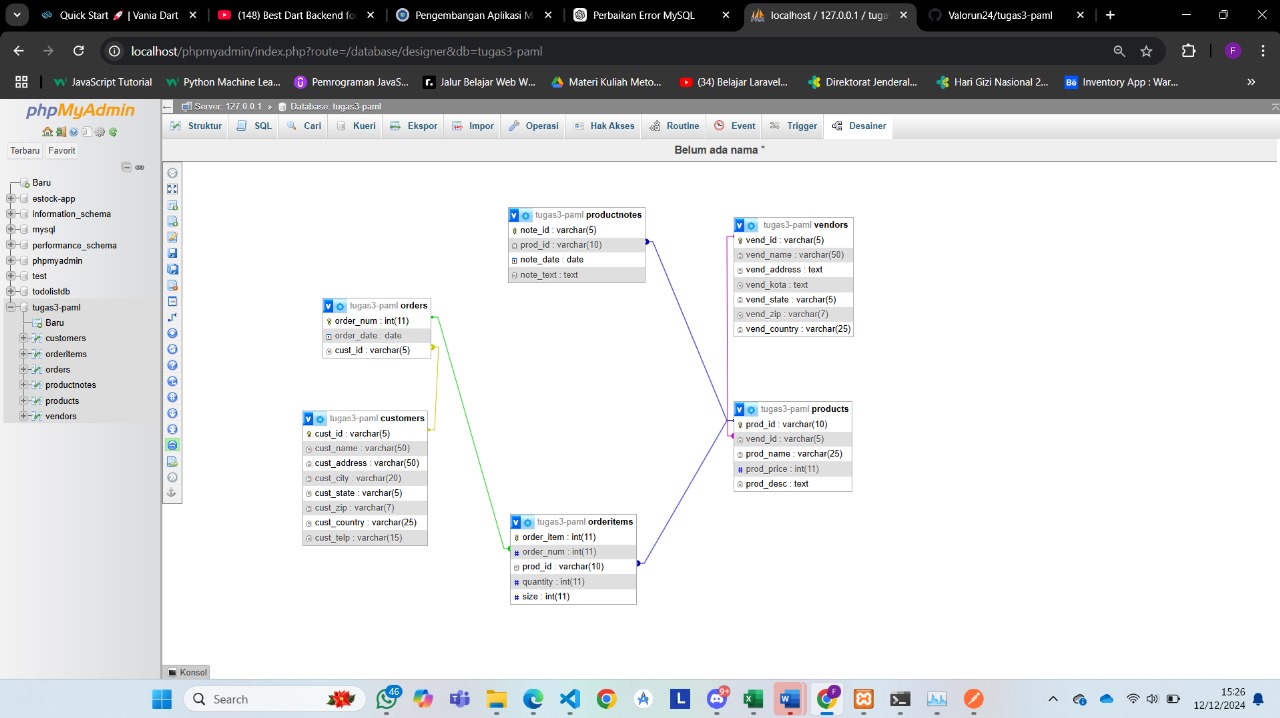 Quick Start 🚀 | Vania Dart
(148) Best Dart Backend fo
Pengembangan Aplikasi M
Perbaikan Error MySQL
localhost / 127.0.0.1 / tuga
Valorun24/tugas3-paml
localhost/phpmyadmin/index.php?route=/database/designer&db=tugas3-paml
F
JavaScript Tutorial
Python Machine Lea...
Pemrograman JavaS...
Jalur Belajar Web W...
Materi Kuliah Meto...
(34) Belajar Laravel...
Direktorat Jenderal...
Hari Gizi Nasional 2...
Inventory App : War...
phpMyAdmin
Terbaru
Favorit
Baru
estock-app
information_schema
mysql
performance_schema
phpmyadmin
test
todolistdb
tugas3-paml
Baru
customers
orderitems
orders
productnotes
products
vendors
Server: 127.0.0.1 » Database: tugas3-paml
Struktur
SQL
Cari
Kueri
Ekspor
Impor
Operasi
Hak Akses
Routine
Event
Trigger
Desainer
Belum ada nama *
tugas3-paml productnotes
note_id : varchar(5)
prod_id : varchar(10)
note_date : date
note_text : text
tugas3-paml vendors
vend_id : varchar(5)
vend_name : varchar(50)
vend_address : text
vend_kota : text
vend_state : varchar(5)
vend_zip : varchar(7)
vend_country : varchar(25)
tugas3-paml orders
order_num : int(11)
order_date : date
cust_id : varchar(5)
tugas3-paml customers
cust_id : varchar(5)
cust_name : varchar(50)
cust_address : varchar(50)
cust_city : varchar(20)
cust_state : varchar(5)
cust_zip : varchar(7)
cust_country : varchar(25)
cust_telp : varchar(15)
tugas3-paml products
prod_id : varchar(10)
vend_id : varchar(5)
prod_name : varchar(25)
prod_price : int(11)
prod_desc : text
tugas3-paml orderitems
order_item : int(11)
order_num : int(11)
prod_id : varchar(10)
quantity : int(11)
size : int(11)
Konsol
Search
46
9+
15:26
12/12/2024